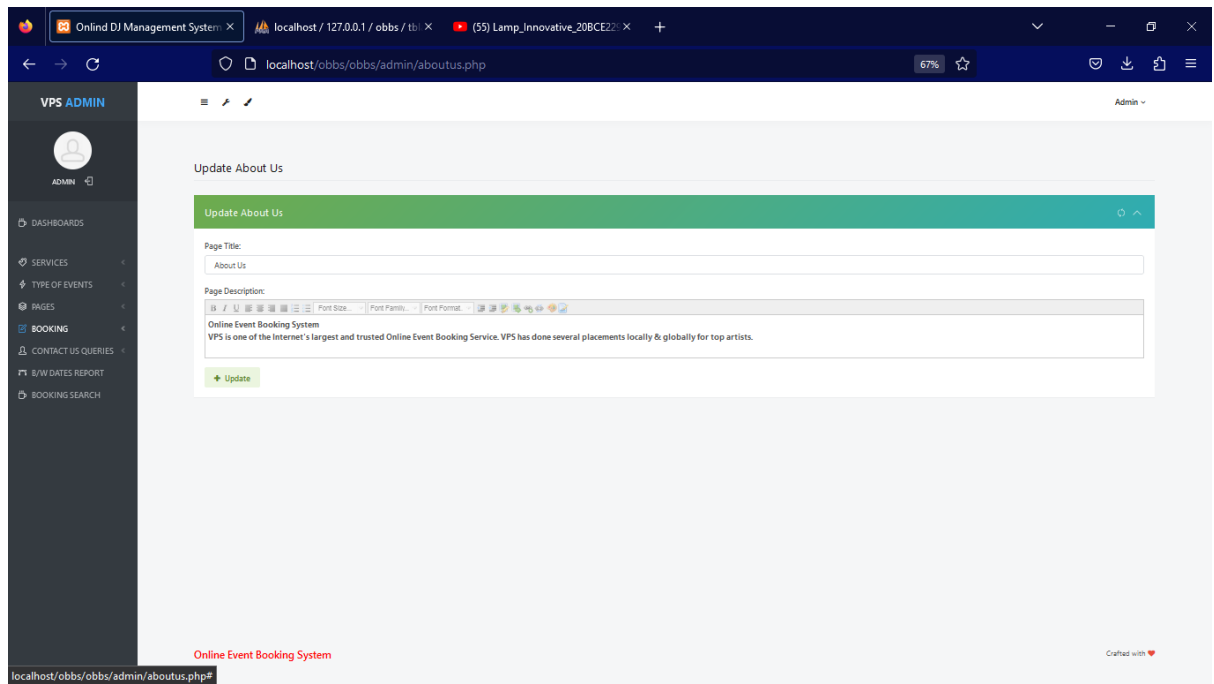 Onlind DJ Management System
localhost / 127.0.0.1 / obbs / tbl
(55) Lamp_Innovative_20BCE229
localhost/obbs/obbs/admin/aboutus.php
67%
VPS ADMIN
Admin
ADMIN
Update About Us
DASHBOARDS
Update About Us
SERVICES
TYPE OF EVENTS
PAGES
BOOKING
CONTACT US QUERIES
B/W DATES REPORT
BOOKING SEARCH
Page Title:
About Us
Page Description:
B I U Font Size... Font Family... Font Format...
Online Event Booking System
VPS is one of the Internet's largest and trusted Online Event Booking Service. VPS has done several placements locally & globally for top artists.
+ Update
Online Event Booking System
Crafted with
localhost/obbs/obbs/admin/aboutus.php#